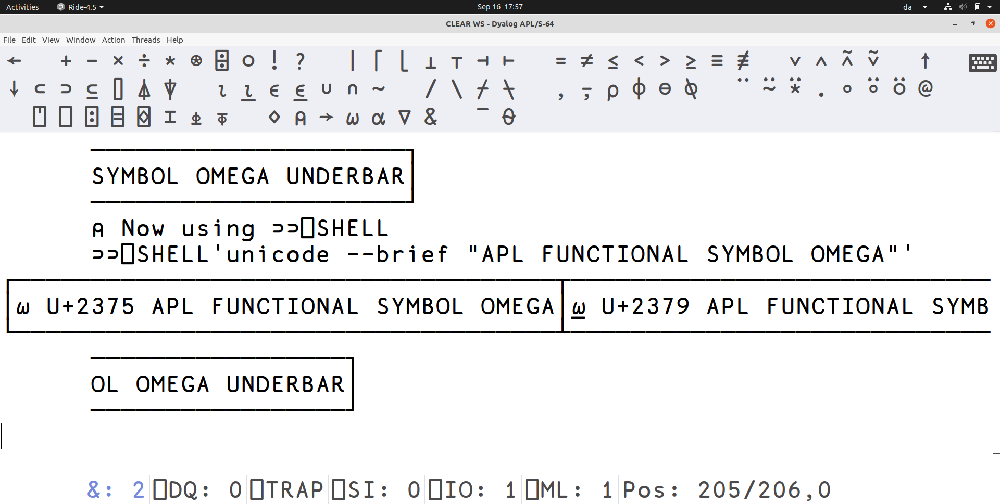 Activities Ride-4.5 Sep 16 17:57 da
CLEAR WS - Dyalog APL/S-64
File Edit View Window Action Threads Help
← + − × ÷ * ⍟ ⌹ ○ ! ? | ⌈ ⌊ ⊥ ⊤ ⊣ ⊢ = ≠ ≤ < > ≥ ≡ ≢ ∨ ∧ ⍲ ⍱ ↑
↓ ⊂ ⊃ ⊆ ⌷ ⍋ ⍒ ⍳ ⍸ ∊ ⍷ ∪ ∩ ~ / \ ⌿ ⍀ , ⍪ ⍴ ⌽ ⊖ ⍉ ¨ ⍨ ⍣ . ∘ ⍤ ⍥ @
⍞ ⎕ ⍠ ⌸ ⌺ ⌶ ⍎ ⍕ ⋄ ⍝ → ⍵ ⍺ ∇ & ¯ ⍬
SYMBOL OMEGA UNDERBAR
⍝ Now using ⊃⊃⎕SHELL
⊃⊃⎕SHELL'unicode --brief "APL FUNCTIONAL SYMBOL OMEGA"'
⍵ U+2375 APL FUNCTIONAL SYMBOL OMEGA ⍹ U+2379 APL FUNCTIONAL SYMB
OL OMEGA UNDERBAR
&: 2 ⎕DQ: 0 ⎕TRAP ⎕SI: 0 ⎕IO: 1 ⎕ML: 1 Pos: 205/206,0